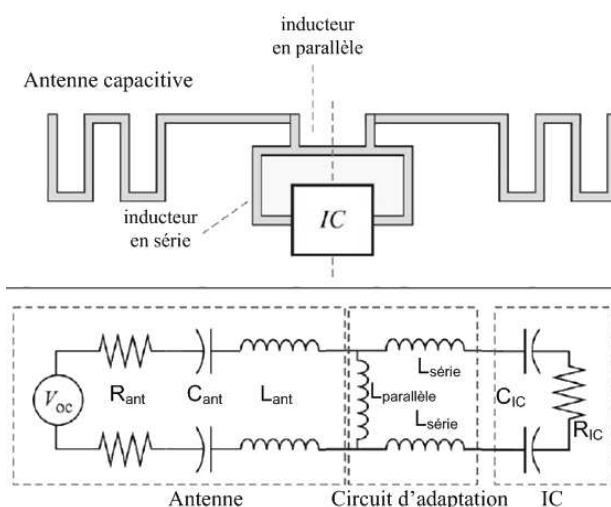 inducteur
en parallèle
Antenne capacitive
inducteur
en série
IC
Voc
Rant
Cant
Lant
Lsérie
Lparallèle
Lsérie
CIC
RIC
Antenne
Circuit d'adaptation
IC